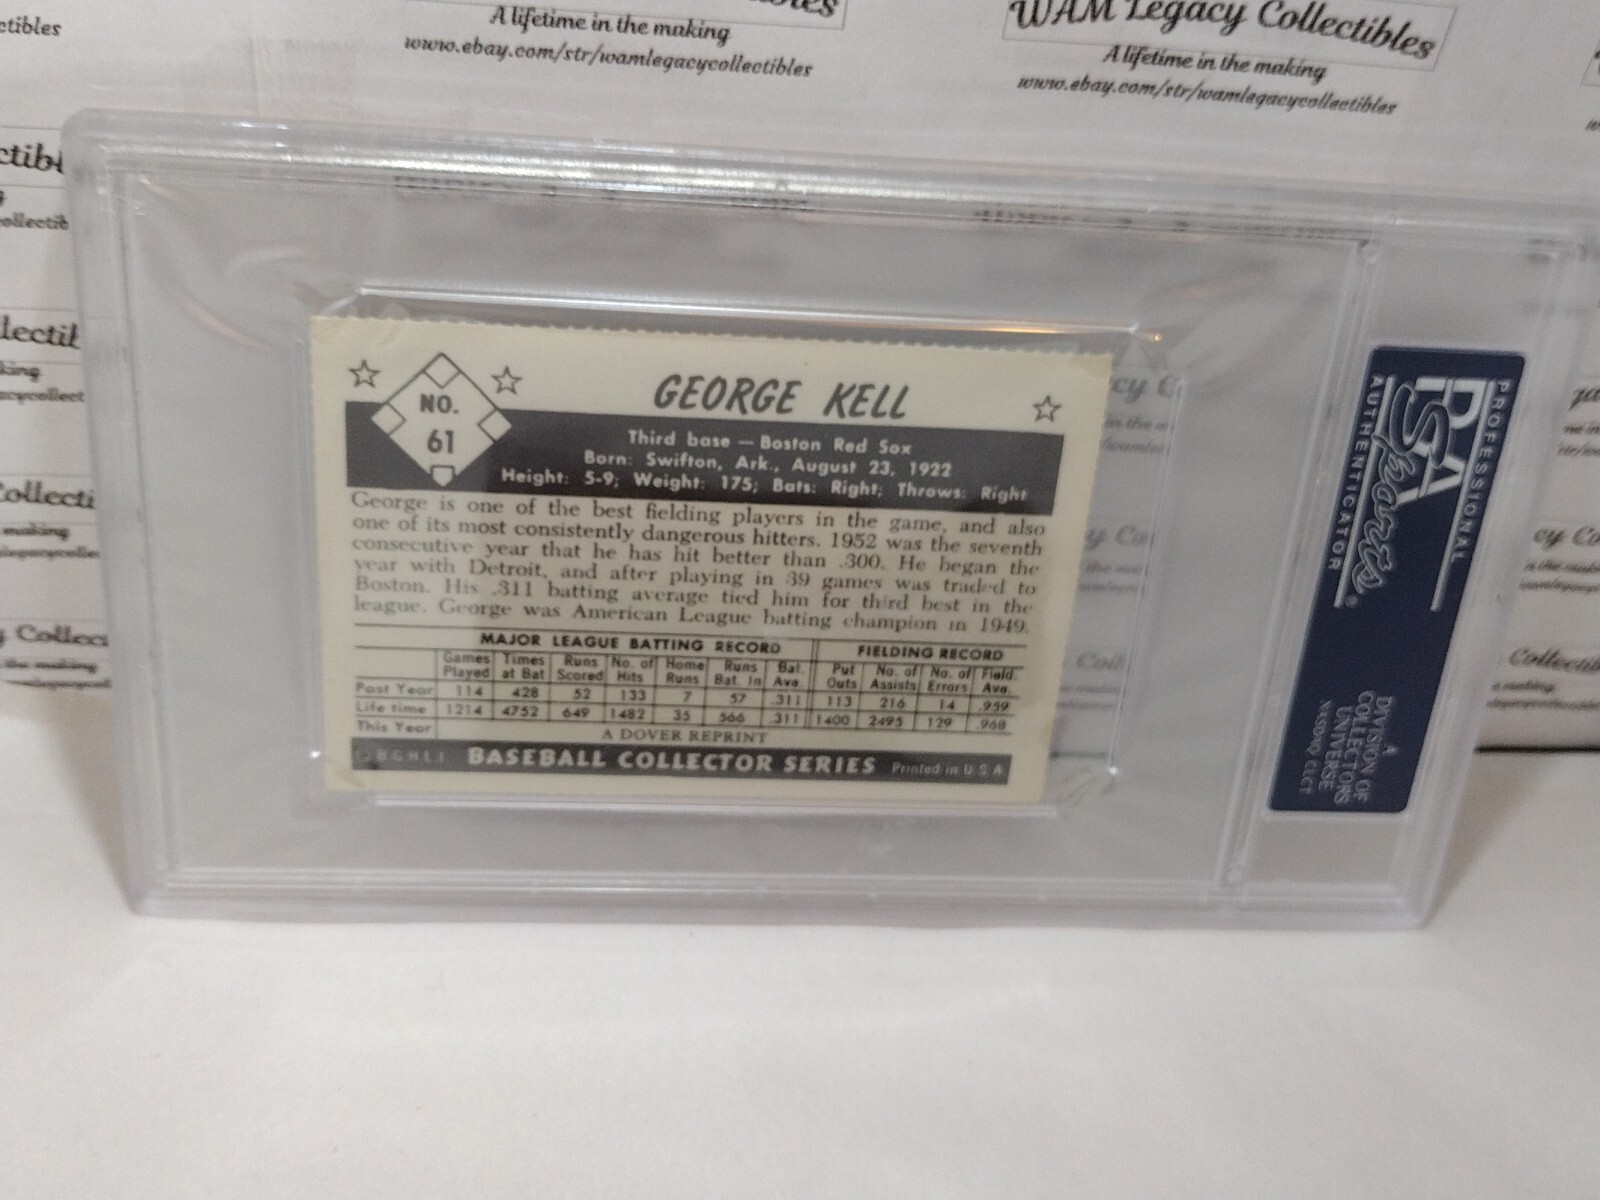 A lifetime in the making
www.ebay.com/str/wamlegacycollectibles
WAM Legacy Collectibles
A lifetime in the making
www.ebay.com/str/wamlegacycollectibles
NO.
61
GEORGE KELL
Third base — Boston Red Sox
Born: Swifton, Ark., August 23, 1922
Height: 5-9; Weight: 175; Bats: Right; Throws: Right
George is one of the best fielding players in the game, and also
one of its most consistently dangerous hitters. 1952 was the seventh
consecutive year that he has hit better than .300. He began the
year with Detroit, and after playing in 39 games was traded to
Boston. His .311 batting average tied him for third best in the
league. George was American League batting champion in 1949.
MAJOR LEAGUE BATTING RECORD FIELDING RECORD
Games Played Times at Bat Runs Scored No. of Hits Home Runs Runs Bat. In Bat. Ave. Put Outs No. of Assists No. of Errors Field. Ave.
Past Year 114 428 52 133 7 57 .311 113 216 14 .959
Life time 1214 4752 649 1482 35 566 .311 1400 2495 129 .968
This Year
A DOVER REPRINT
BASEBALL COLLECTOR SERIES Printed in U.S.A.
PROFESSIONAL
PSA
Sports
AUTHENTICATOR
A
DIVISION OF
COLLECTORS
UNIVERSE
NASDAQ CLCT